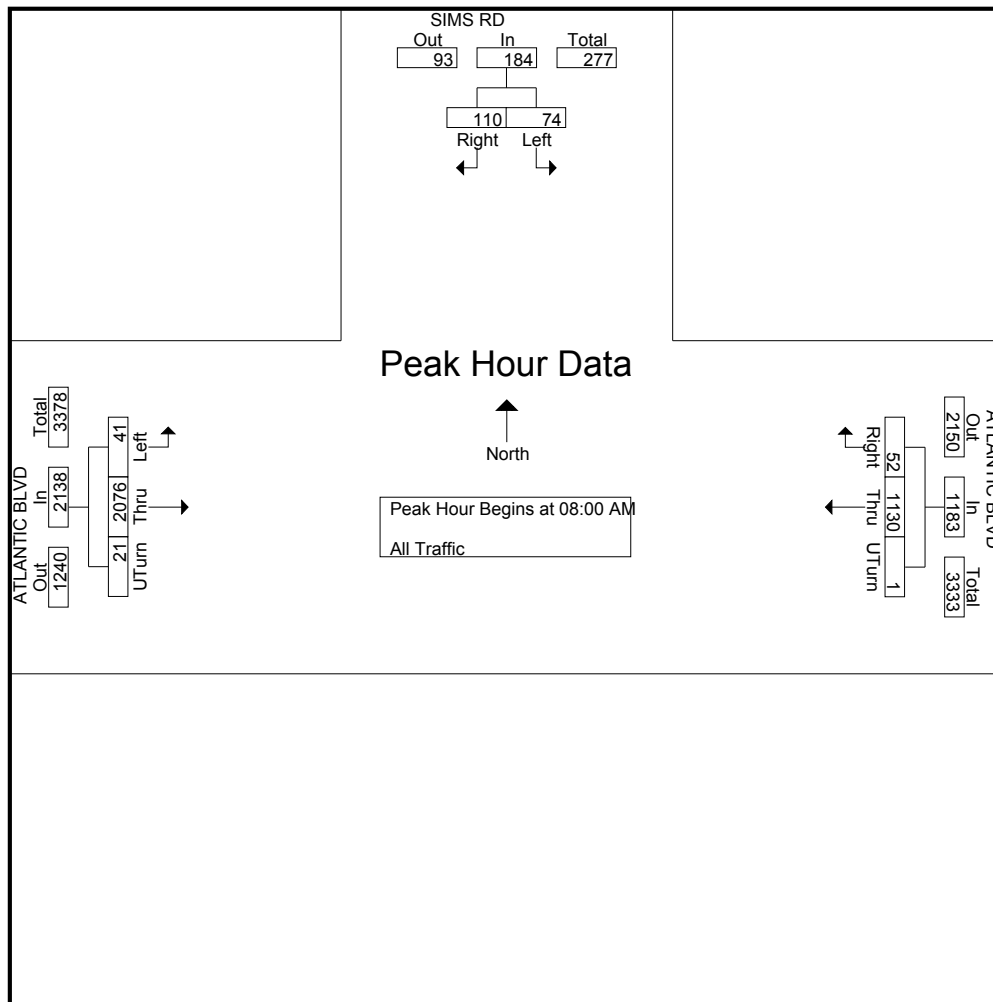 SIMS RD
Out In Total
93 184 277
110 74
Right Left
Peak Hour Data
North
Peak Hour Begins at 08:00 AM
All Traffic
ATLANTIC BLVD
Out In Total
1240 2138 3378
21 2076 41
UTurn Thru Left
ATLANTIC BLVD
Out In Total
2150 1183 3333
52 1130 1
Right Thru UTurn